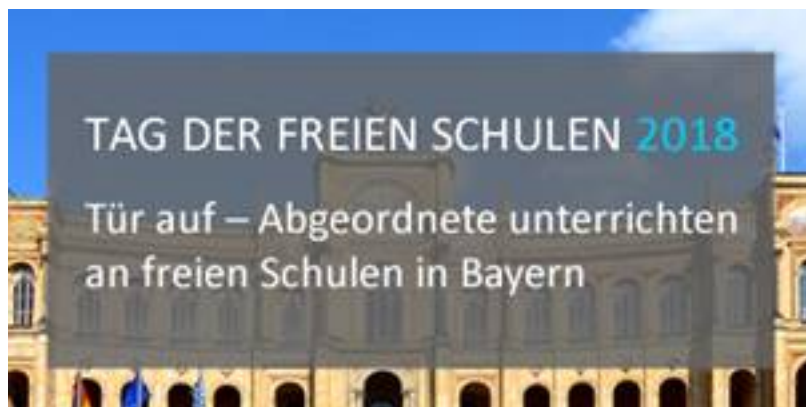 TAG DER FREIEN SCHULEN 2018
Tür auf – Abgeordnete unterrichten
an freien Schulen in Bayern